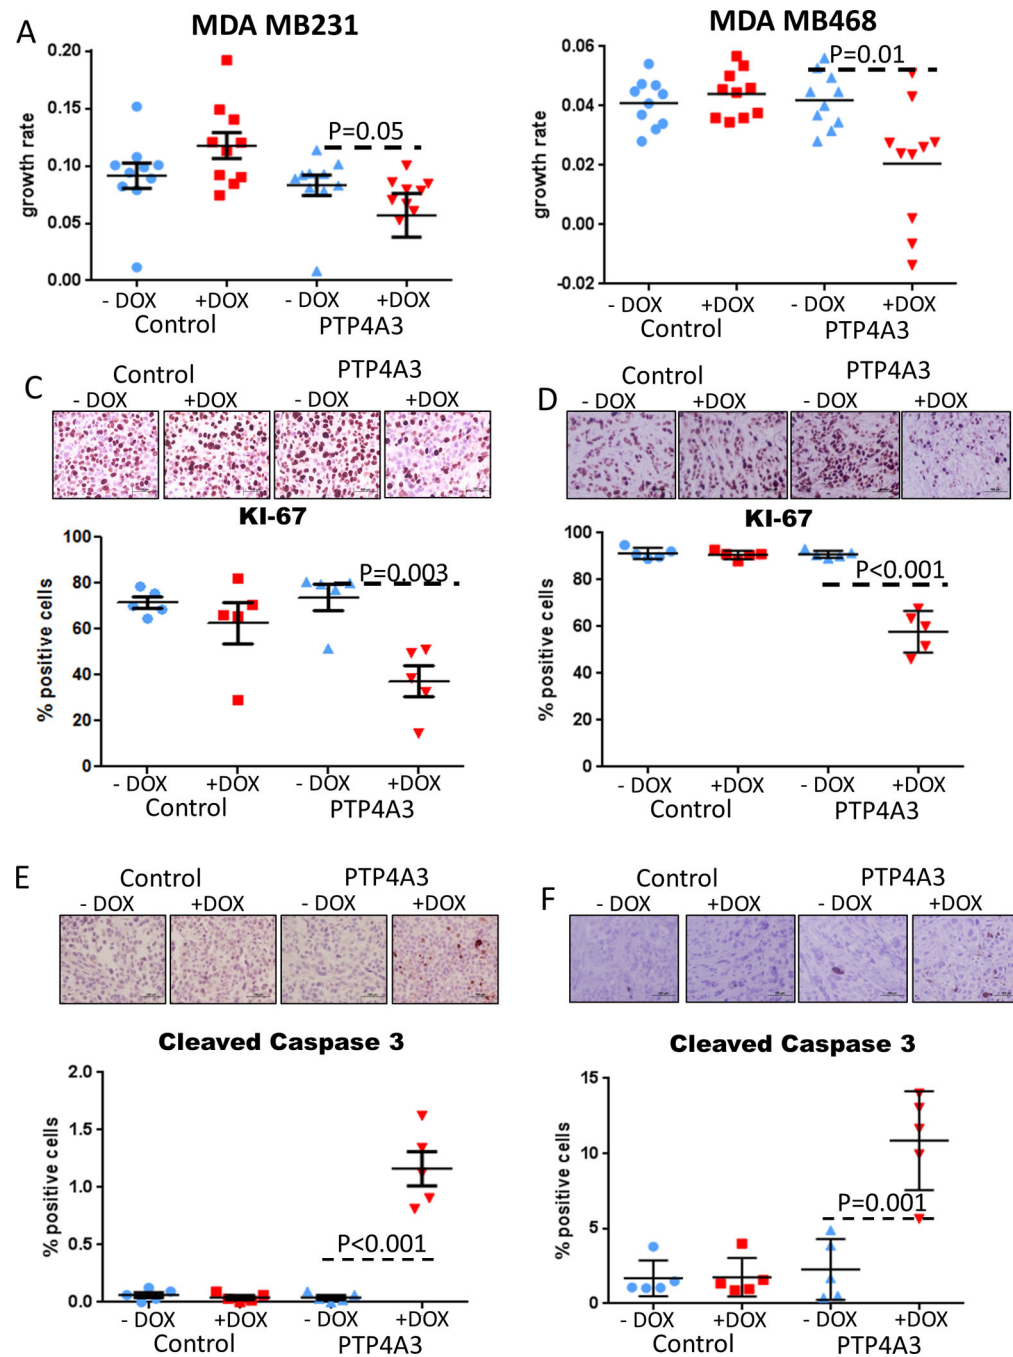 A
MDA MB231
0.20
0.15
0.10
0.05
0.00
growth rate
P=0.05
- DOX
+DOX
- DOX
+DOX
Control
PTP4A3
MDA MB468
0.06
0.04
0.02
0.00
-0.02
growth rate
P=0.01
- DOX
+DOX
- DOX
+DOX
Control
PTP4A3
C
Control
PTP4A3
- DOX
+DOX
- DOX
+DOX
KI-67
100
80
60
40
20
0
% positive cells
P=0.003
- DOX
+DOX
- DOX
+DOX
Control
PTP4A3
D
Control
PTP4A3
- DOX
+DOX
- DOX
+DOX
KI-67
100
80
60
40
20
0
% positive cells
P<0.001
- DOX
+DOX
- DOX
+DOX
Control
PTP4A3
E
Control
PTP4A3
- DOX
+DOX
- DOX
+DOX
Cleaved Caspase 3
2.0
1.5
1.0
0.5
0.0
% positive cells
P<0.001
- DOX
+DOX
- DOX
+DOX
Control
PTP4A3
F
Control
PTP4A3
- DOX
+DOX
- DOX
+DOX
Cleaved Caspase 3
15
10
5
0
% positive cells
P=0.001
- DOX
+DOX
- DOX
+DOX
Control
PTP4A3